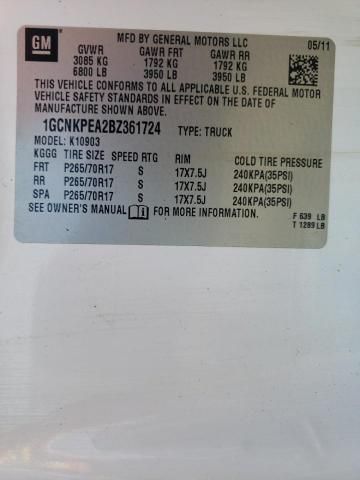 GM
MFD BY GENERAL MOTORS LLC 05/11
GVWR GAWR FRT GAWR RR
3085 KG 1792 KG 1792 KG
6800 LB 3950 LB 3950 LB
THIS VEHICLE CONFORMS TO ALL APPLICABLE U.S. FEDERAL MOTOR
VEHICLE SAFETY STANDARDS IN EFFECT ON THE DATE OF
MANUFACTURE SHOWN ABOVE.
1GCNKPEA2BZ361724 TYPE: TRUCK
MODEL: K10903
KGGG TIRE SIZE SPEED RTG RIM COLD TIRE PRESSURE
FRT P265/70R17 S 17X7.5J 240KPA(35PSI)
RR P265/70R17 S 17X7.5J 240KPA(35PSI)
SPA P265/70R17 S 17X7.5J 240KPA(35PSI)
SEE OWNER'S MANUAL FOR MORE INFORMATION.
F 639 LB
T 1289 LB